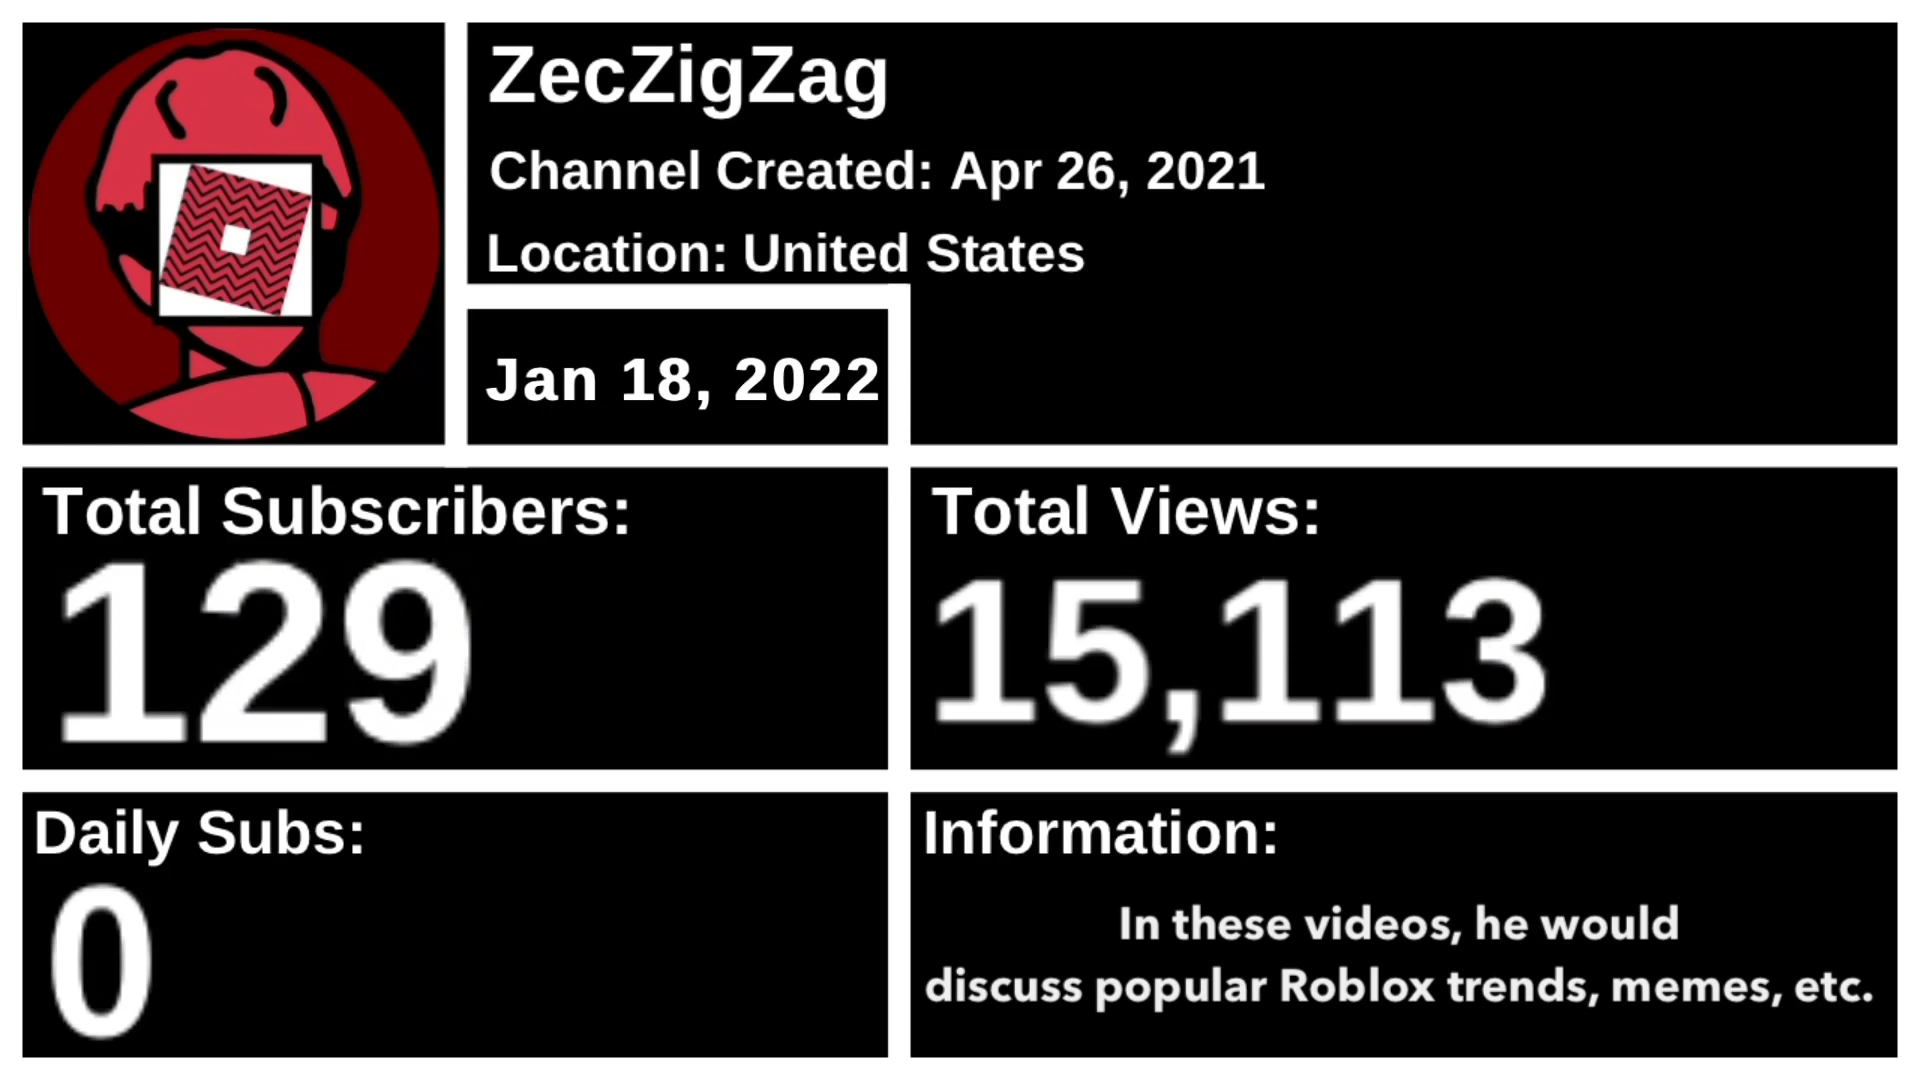 ZecZigZag
Channel Created: Apr 26, 2021
Location: United States
Jan 18, 2022
Total Subscribers:
129
Total Views:
15,113
Daily Subs:
0
Information:
In these videos, he would
discuss popular Roblox trends, memes, etc.